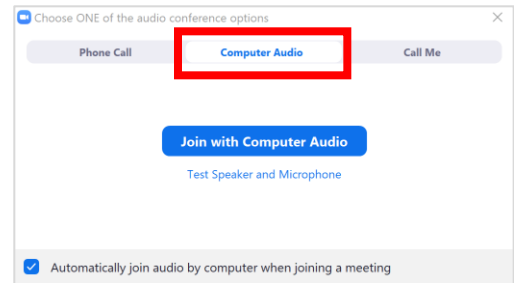 Choose ONE of the audio conference options
Phone Call Computer Audio Call Me
Join with Computer Audio
Test Speaker and Microphone
Automatically join audio by computer when joining a meeting